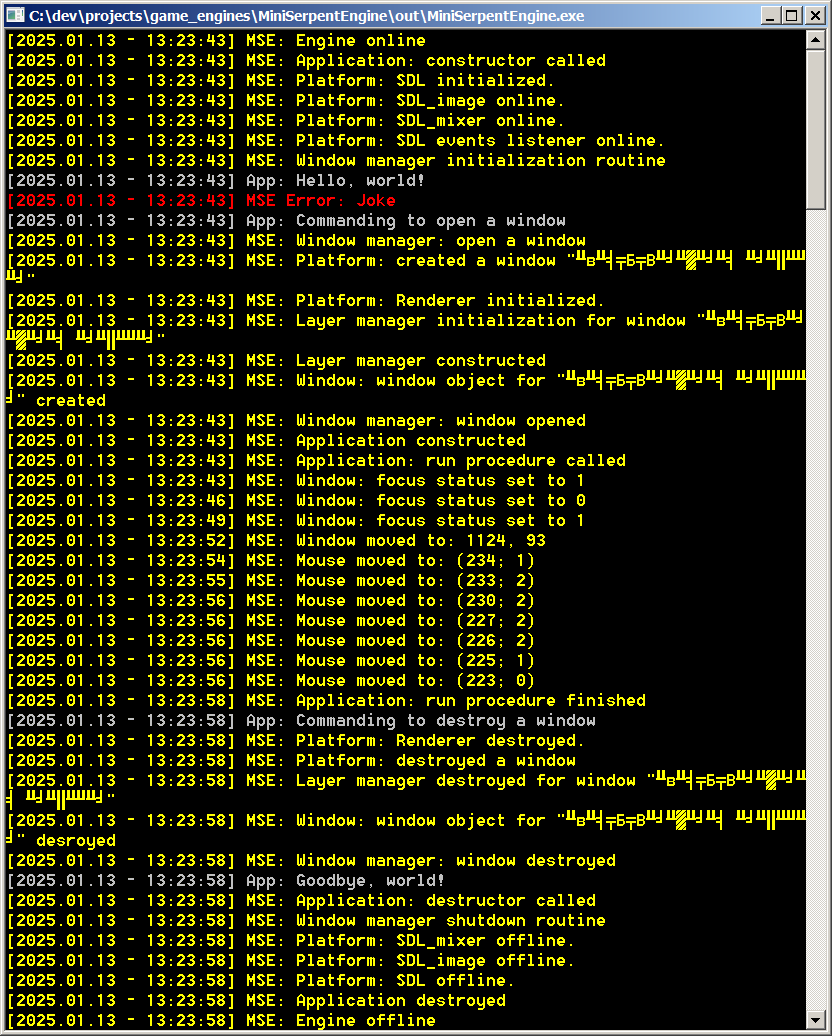 C:\dev\projects\game_engines\MiniSerpentEngine\out\MiniSerpentEngine.exe
[2025.01.13 - 13:23:43] MSE: Engine online
[2025.01.13 - 13:23:43] MSE: Application: constructor called
[2025.01.13 - 13:23:43] MSE: Platform: SDL initialized.
[2025.01.13 - 13:23:43] MSE: Platform: SDL_image online.
[2025.01.13 - 13:23:43] MSE: Platform: SDL_mixer online.
[2025.01.13 - 13:23:43] MSE: Platform: SDL events listener online.
[2025.01.13 - 13:23:43] MSE: Window manager initialization routine
[2025.01.13 - 13:23:43] App: Hello, world!
[2025.01.13 - 13:23:43] MSE Error: Joke
[2025.01.13 - 13:23:43] App: Commanding to open a window
[2025.01.13 - 13:23:43] MSE: Window manager: open a window
[2025.01.13 - 13:23:43] MSE: Platform: created a window "╨в╨╡╤Б╤В╨╛╨▓╨╛╨╡ ╨╛╨║╨╜
╨╛"
[2025.01.13 - 13:23:43] MSE: Platform: Renderer initialized.
[2025.01.13 - 13:23:43] MSE: Layer manager initialization for window "╨в╨╡╤Б╤В╨╛
╨▓╨╛╨╡ ╨╛╨║╨╜╨╛"
[2025.01.13 - 13:23:43] MSE: Layer manager constructed
[2025.01.13 - 13:23:43] MSE: Window: window object for "╨в╨╡╤Б╤В╨╛╨▓╨╛╨╡ ╨╛╨║╨╜╨
╛" created
[2025.01.13 - 13:23:43] MSE: Window manager: window opened
[2025.01.13 - 13:23:43] MSE: Application constructed
[2025.01.13 - 13:23:43] MSE: Application: run procedure called
[2025.01.13 - 13:23:43] MSE: Window: focus status set to 1
[2025.01.13 - 13:23:46] MSE: Window: focus status set to 0
[2025.01.13 - 13:23:49] MSE: Window: focus status set to 1
[2025.01.13 - 13:23:52] MSE: Window moved to: 1124, 93
[2025.01.13 - 13:23:54] MSE: Mouse moved to: (234; 1)
[2025.01.13 - 13:23:55] MSE: Mouse moved to: (233; 2)
[2025.01.13 - 13:23:56] MSE: Mouse moved to: (230; 2)
[2025.01.13 - 13:23:56] MSE: Mouse moved to: (227; 2)
[2025.01.13 - 13:23:56] MSE: Mouse moved to: (226; 2)
[2025.01.13 - 13:23:56] MSE: Mouse moved to: (225; 1)
[2025.01.13 - 13:23:56] MSE: Mouse moved to: (223; 0)
[2025.01.13 - 13:23:58] MSE: Application: run procedure finished
[2025.01.13 - 13:23:58] App: Commanding to destroy a window
[2025.01.13 - 13:23:58] MSE: Platform: Renderer destroyed.
[2025.01.13 - 13:23:58] MSE: Platform: destroyed a window
[2025.01.13 - 13:23:58] MSE: Layer manager destroyed for window "╨в╨╡╤Б╤В╨╛╨▓╨╛╨
╡ ╨╛╨║╨╜╨╛"
[2025.01.13 - 13:23:58] MSE: Window: window object for "╨в╨╡╤Б╤В╨╛╨▓╨╛╨╡ ╨╛╨║╨╜╨
╛" desroyed
[2025.01.13 - 13:23:58] MSE: Window manager: window destroyed
[2025.01.13 - 13:23:58] App: Goodbye, world!
[2025.01.13 - 13:23:58] MSE: Application: destructor called
[2025.01.13 - 13:23:58] MSE: Window manager shutdown routine
[2025.01.13 - 13:23:58] MSE: Platform: SDL_mixer offline.
[2025.01.13 - 13:23:58] MSE: Platform: SDL_image offline.
[2025.01.13 - 13:23:58] MSE: Platform: SDL offline.
[2025.01.13 - 13:23:58] MSE: Application destroyed
[2025.01.13 - 13:23:58] MSE: Engine offline